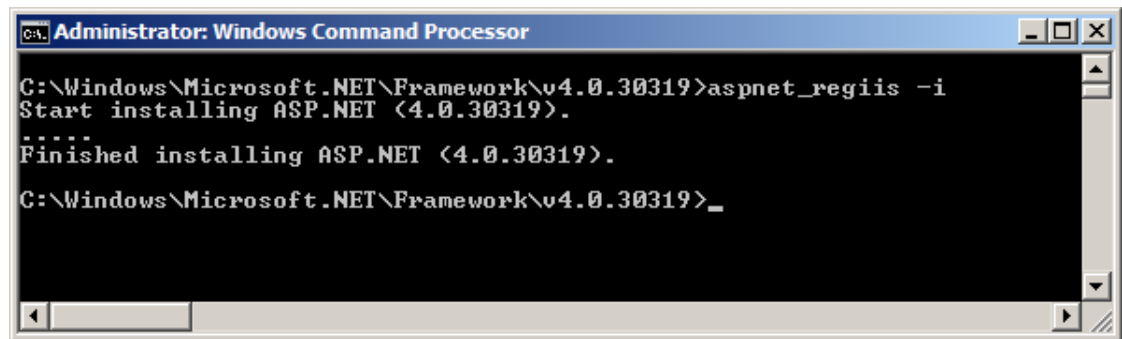 Administrator: Windows Command Processor
C:\Windows\Microsoft.NET\Framework\v4.0.30319>aspnet_regiis -i
Start installing ASP.NET (4.0.30319).
.....
Finished installing ASP.NET (4.0.30319).
C:\Windows\Microsoft.NET\Framework\v4.0.30319>_